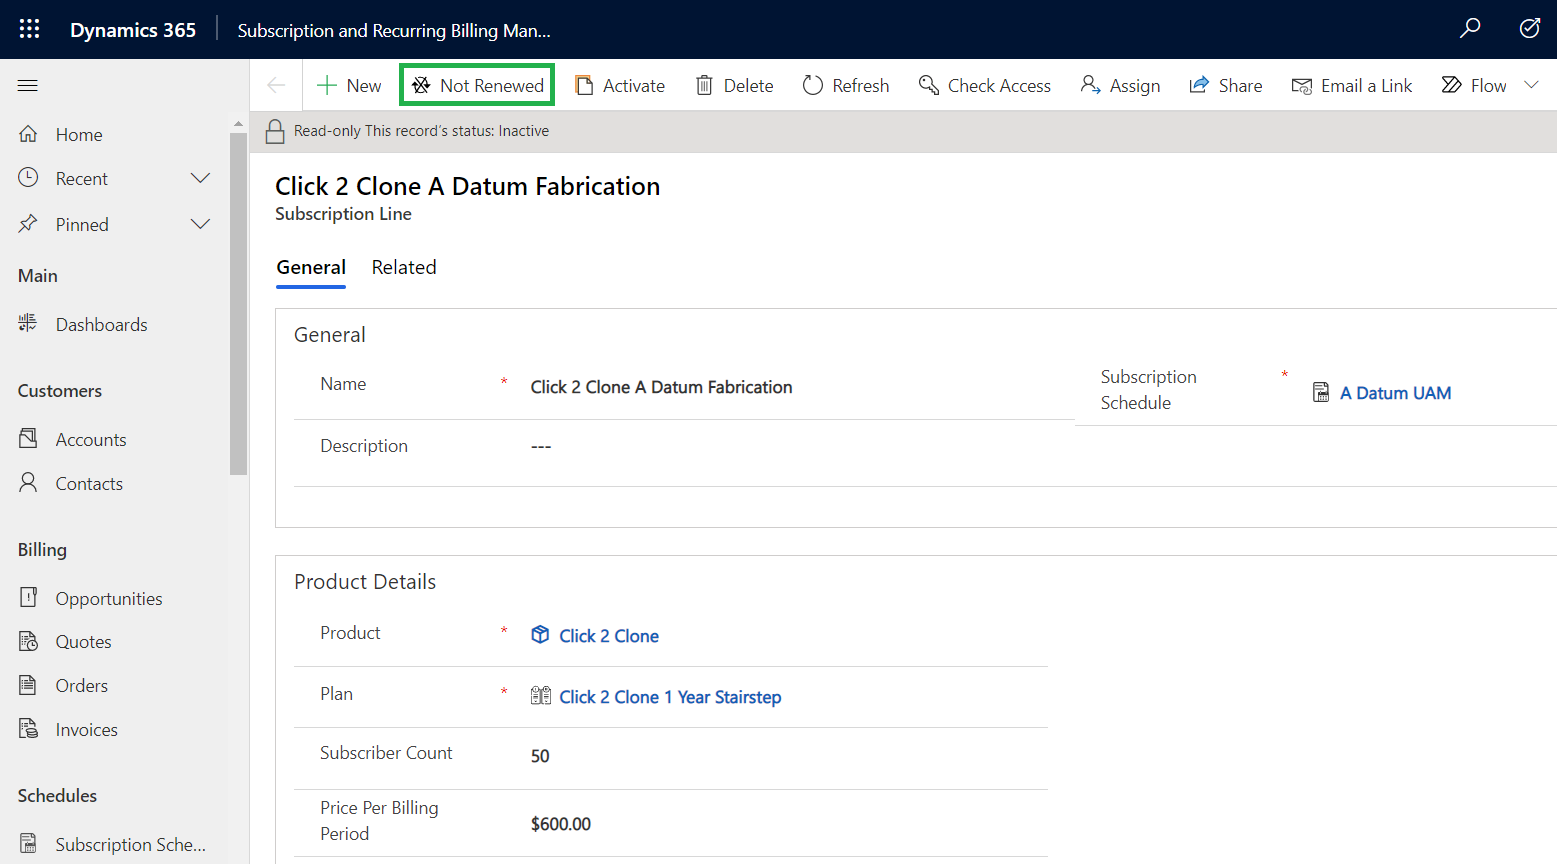 Dynamics 365
Subscription and Recurring Billing Man...
New
Not Renewed
Activate
Delete
Refresh
Check Access
Assign
Share
Email a Link
Flow
Read-only This record's status: Inactive
Home
Recent
Pinned
Main
Dashboards
Customers
Accounts
Contacts
Billing
Opportunities
Quotes
Orders
Invoices
Schedules
Subscription Sche...
Click 2 Clone A Datum Fabrication
Subscription Line
General
Related
General
Name
*
Click 2 Clone A Datum Fabrication
Subscription
Schedule
*
A Datum UAM
Description
---
Product Details
Product
*
Click 2 Clone
Plan
*
Click 2 Clone 1 Year Stairstep
Subscriber Count
50
Price Per Billing
Period
$600.00